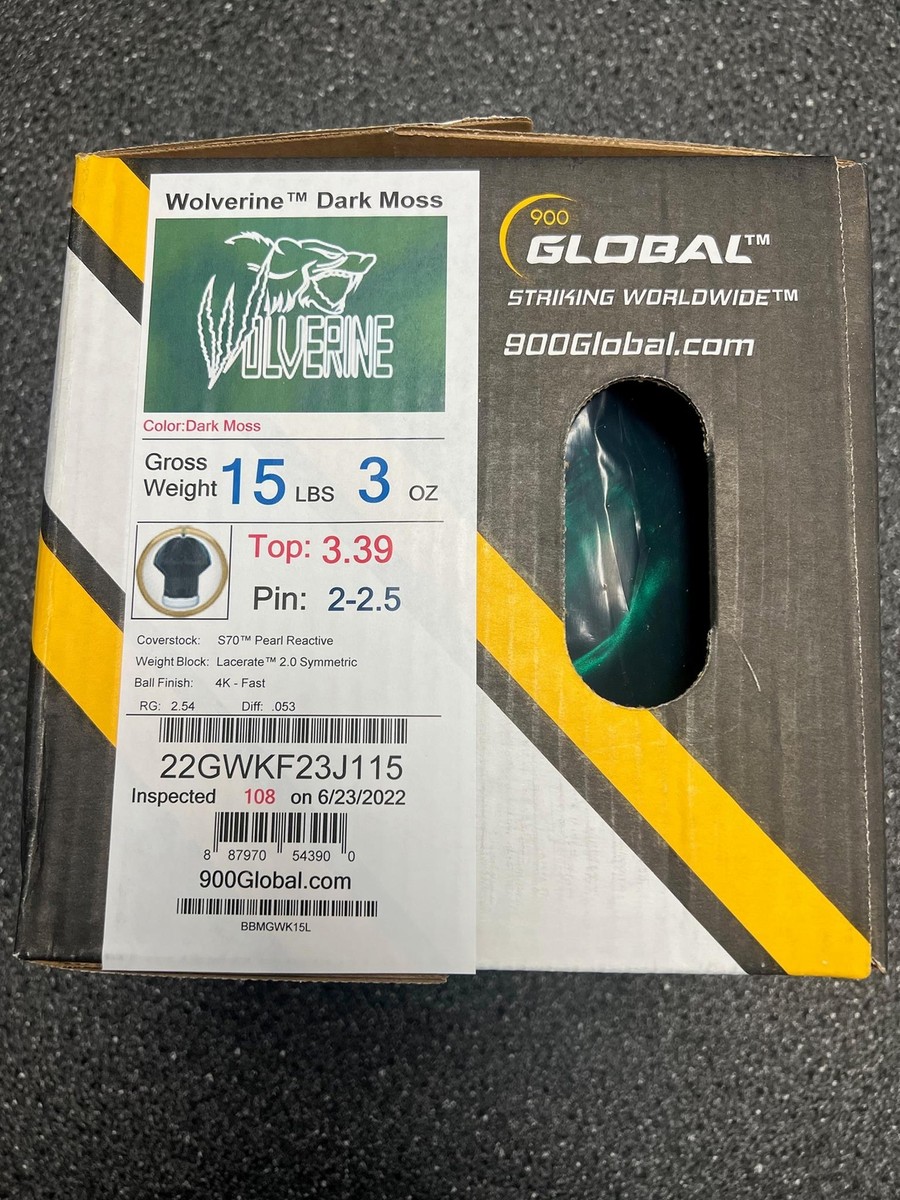 Wolverine™ Dark Moss
WOLVERINE
Color:Dark Moss
Gross Weight 15 LBS 3 OZ
Top: 3.39
Pin: 2-2.5
Coverstock: S70™ Pearl Reactive
Weight Block: Lacerate™ 2.0 Symmetric
Ball Finish: 4K - Fast
RG: 2.54 Diff: .053
22GWKF23J115
Inspected 108 on 6/23/2022
8 87970 54390 0
900Global.com
BBMGWK15L
900
GLOBAL™
STRIKING WORLDWIDE™
900Global.com